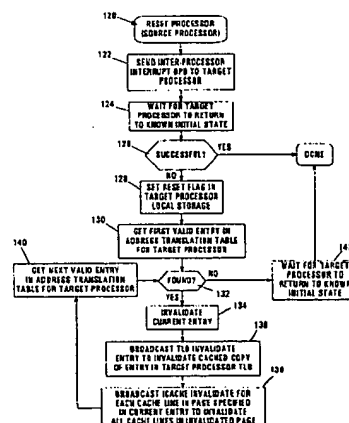 120
RESET PROCESSOR
(SOURCE PROCESSOR)
122
SEND INTER-PROCESSOR
INTERRUPT TO TARGET
PROCESSOR
124
WAIT FOR TARGET
PROCESSOR TO RETURN
TO KNOWN INITIAL STATE
SUCCESSFUL?
YES
DONE
NO
128
SET RESET FLAG IN
TARGET PROCESSOR
LOCAL STORAGE
130
GET FIRST VALID ENTRY IN
ADDRESS TRANSLATION TABLE
FOR TARGET PROCESSOR
140
GET NEXT VALID ENTRY
IN ADDRESS TRANSLATION
TABLE FOR TARGET PROCESSOR
FOUND?
NO
132
WAIT FOR TARGET
PROCESSOR TO
RETURN TO KNOWN
INITIAL STATE
YES
134
INVALIDATE
CURRENT ENTRY
BROADCAST TLB INVALIDATE
ENTRY TO INVALIDATE CACHED COPY
OF ENTRY IN TARGET PROCESSOR TLB
BROADCAST ICACHE INVALIDATE FOR
EACH CACHE LINE IN PAGE SPECIFIED
IN CURRENT ENTRY TO INVALIDATE
ALL CACHE LINES IN INVALIDATED PAGE